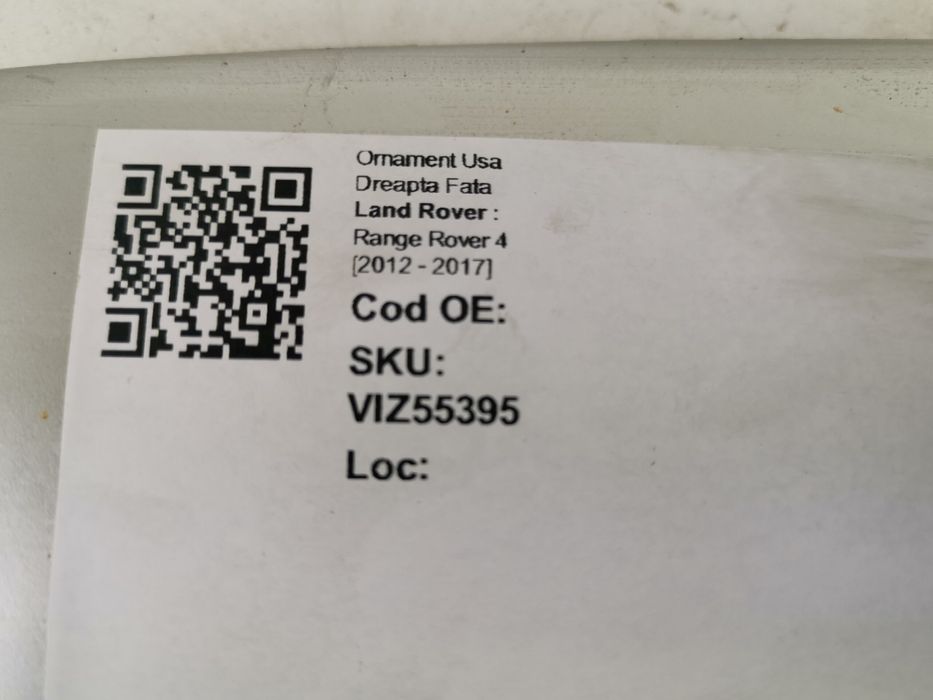 Ornament Usa
Dreapta Fata
Land Rover :
Range Rover 4
[2012 - 2017]
Cod OE:
SKU:
VIZ55395
Loc: